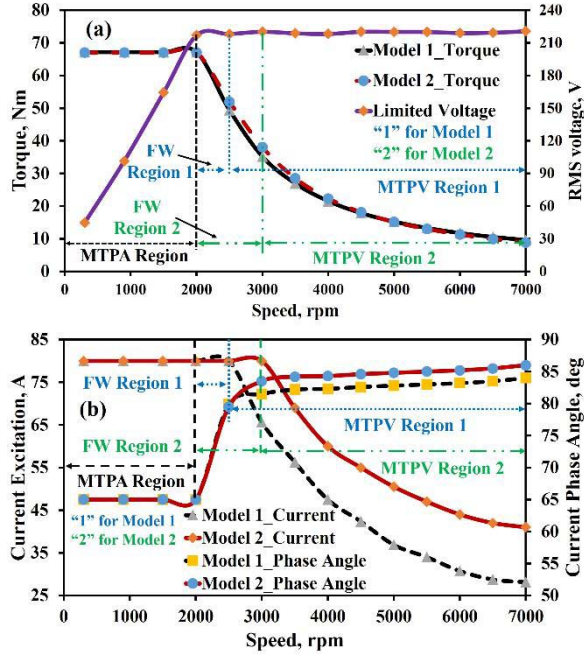 (a)
80
70
60
50
40
30
20
10
0
Torque, Nm
240
210
180
150
120
90
60
30
0
RMS voltage, V
Model 1_Torque
Model 2_Torque
Limited Voltage
“1” for Model 1
“2” for Model 2
FW
Region 1
MTPV Region 1
FW
Region 2
MTPV Region 2
MTPA Region
0 1000 2000 3000 4000 5000 6000 7000
Speed, rpm
(b)
85
75
65
55
45
35
25
Current Excitation, A
90
85
80
75
70
65
60
55
50
Current Phase Angle, deg
FW Region 1
MTPV Region 1
FW Region 2
MTPV Region 2
MTPA Region
“1” for Model 1
“2” for Model 2
Model 1_Current
Model 2_Current
Model 1_Phase Angle
Model 2_Phase Angle
0 1000 2000 3000 4000 5000 6000 7000
Speed, rpm